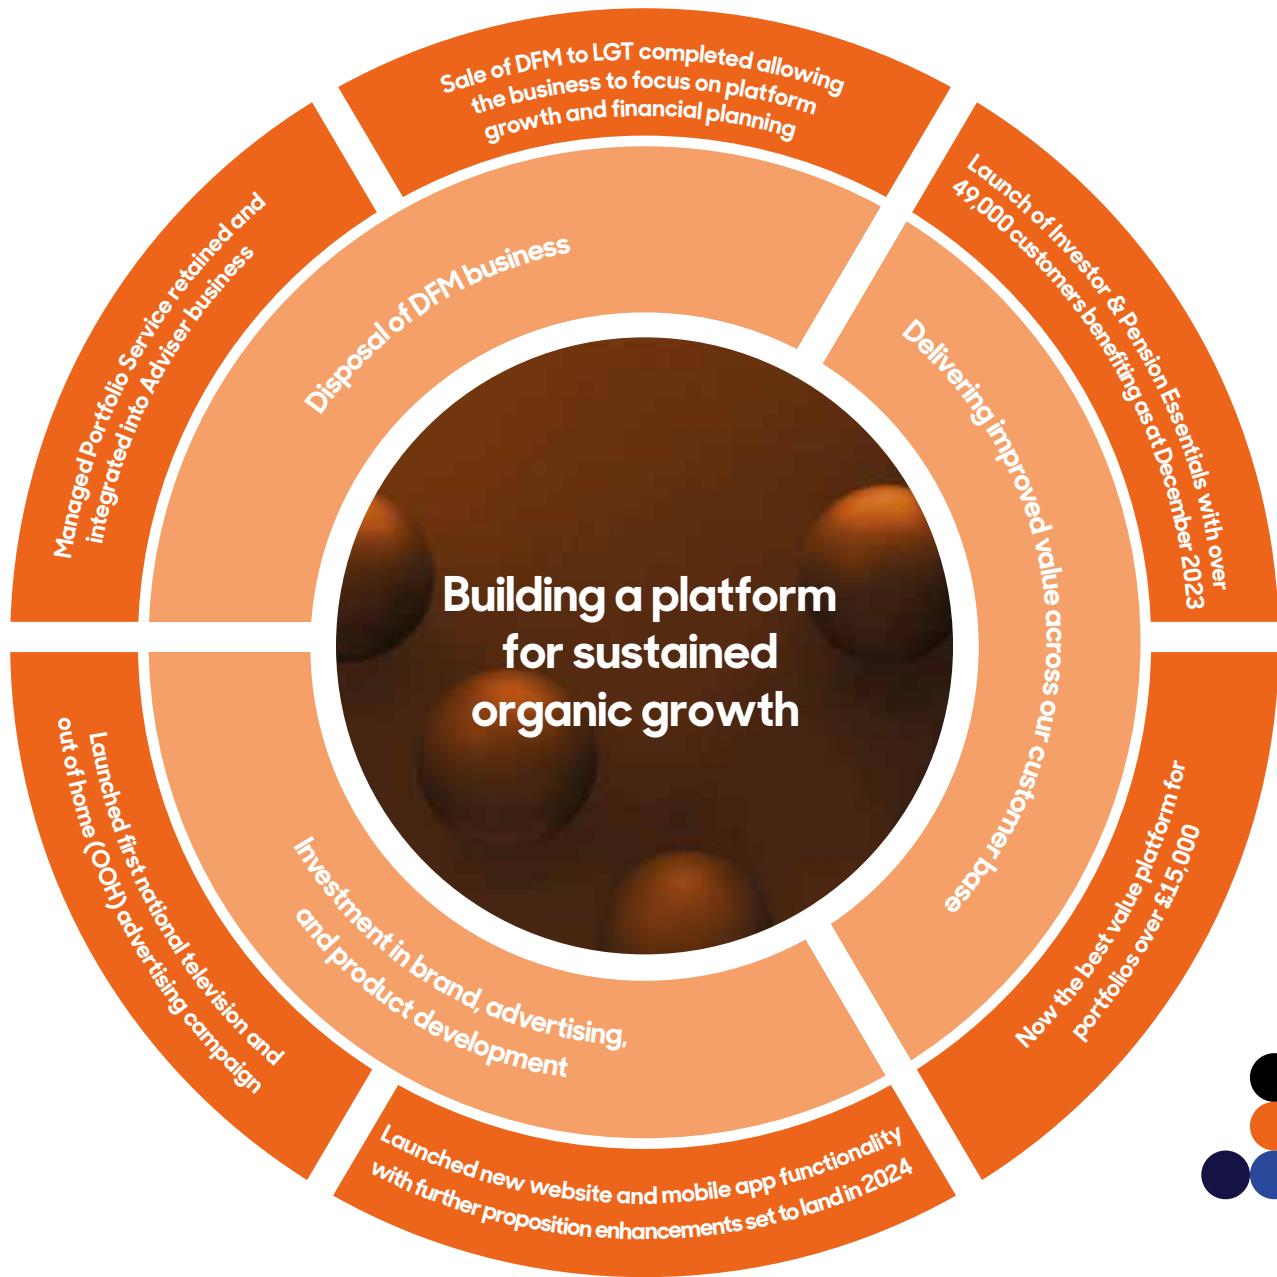 Sale of DFM to LGT completed allowing
the business to focus on platform
growth and financial planning
Launch of Investor & Pension Essentials with over
49,000 customers benefiting as at December 2023
Now the best value platform for
portfolios over £15,000
Launched new website and mobile app functionality
with further proposition enhancements set to land in 2024
Launched first national television and
out of home (OOH) advertising campaign
Managed Portfolio Service retained and
integrated into Adviser business
Disposal of DFM business
Delivering improved value across our customer base
Investment in brand, advertising,
and product development
Building a platform
for sustained
organic growth